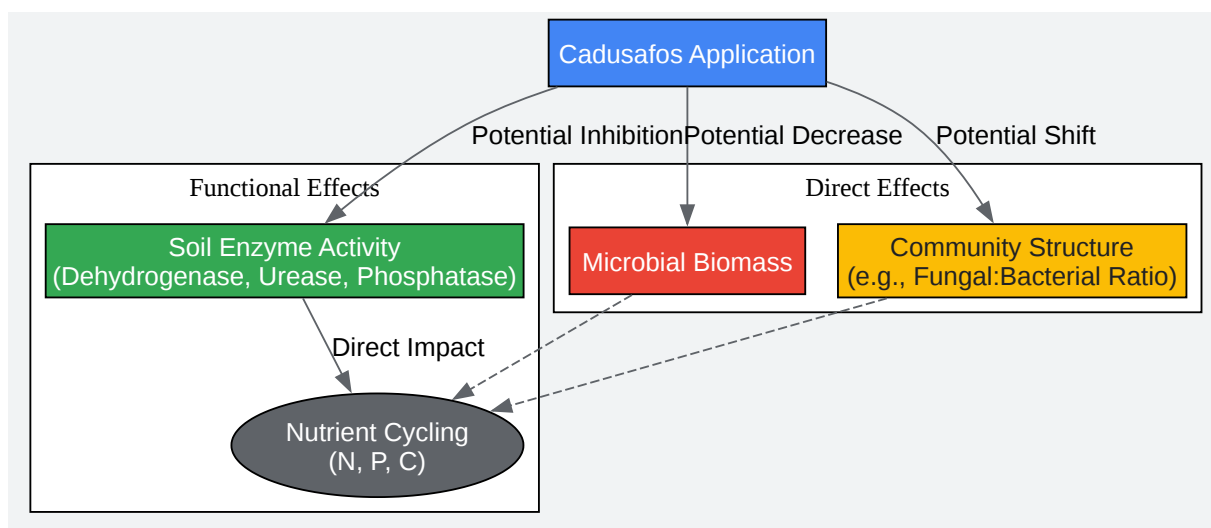 Cadusafos Application
Potential Inhibition
Potential Decrease
Potential Shift
Functional Effects
Direct Effects
Soil Enzyme Activity
(Dehydrogenase, Urease, Phosphatase)
Microbial Biomass
Community Structure
(e.g., Fungal:Bacterial Ratio)
Direct Impact
Nutrient Cycling
(N, P, C)